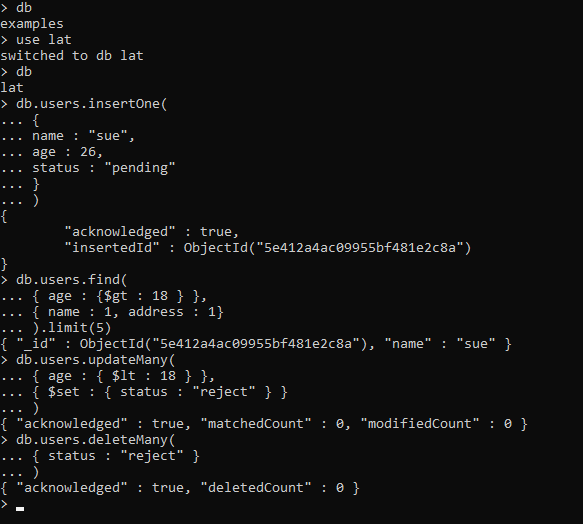 > db
examples
> use lat
switched to db lat
> db
lat
> db.users.insertOne(
... {
... name : "sue",
... age : 26,
... status : "pending"
... }
... )
{
        "acknowledged" : true,
        "insertedId" : ObjectId("5e412a4ac09955bf481e2c8a")
}
> db.users.find(
... { age : {$gt : 18 } },
... { name : 1, address : 1}
... ).limit(5)
{ "_id" : ObjectId("5e412a4ac09955bf481e2c8a"), "name" : "sue" }
> db.users.updateMany(
... { age : { $lt : 18 } },
... { $set : { status : "reject" } }
... )
{ "acknowledged" : true, "matchedCount" : 0, "modifiedCount" : 0 }
> db.users.deleteMany(
... { status : "reject" }
... )
{ "acknowledged" : true, "deletedCount" : 0 }
>